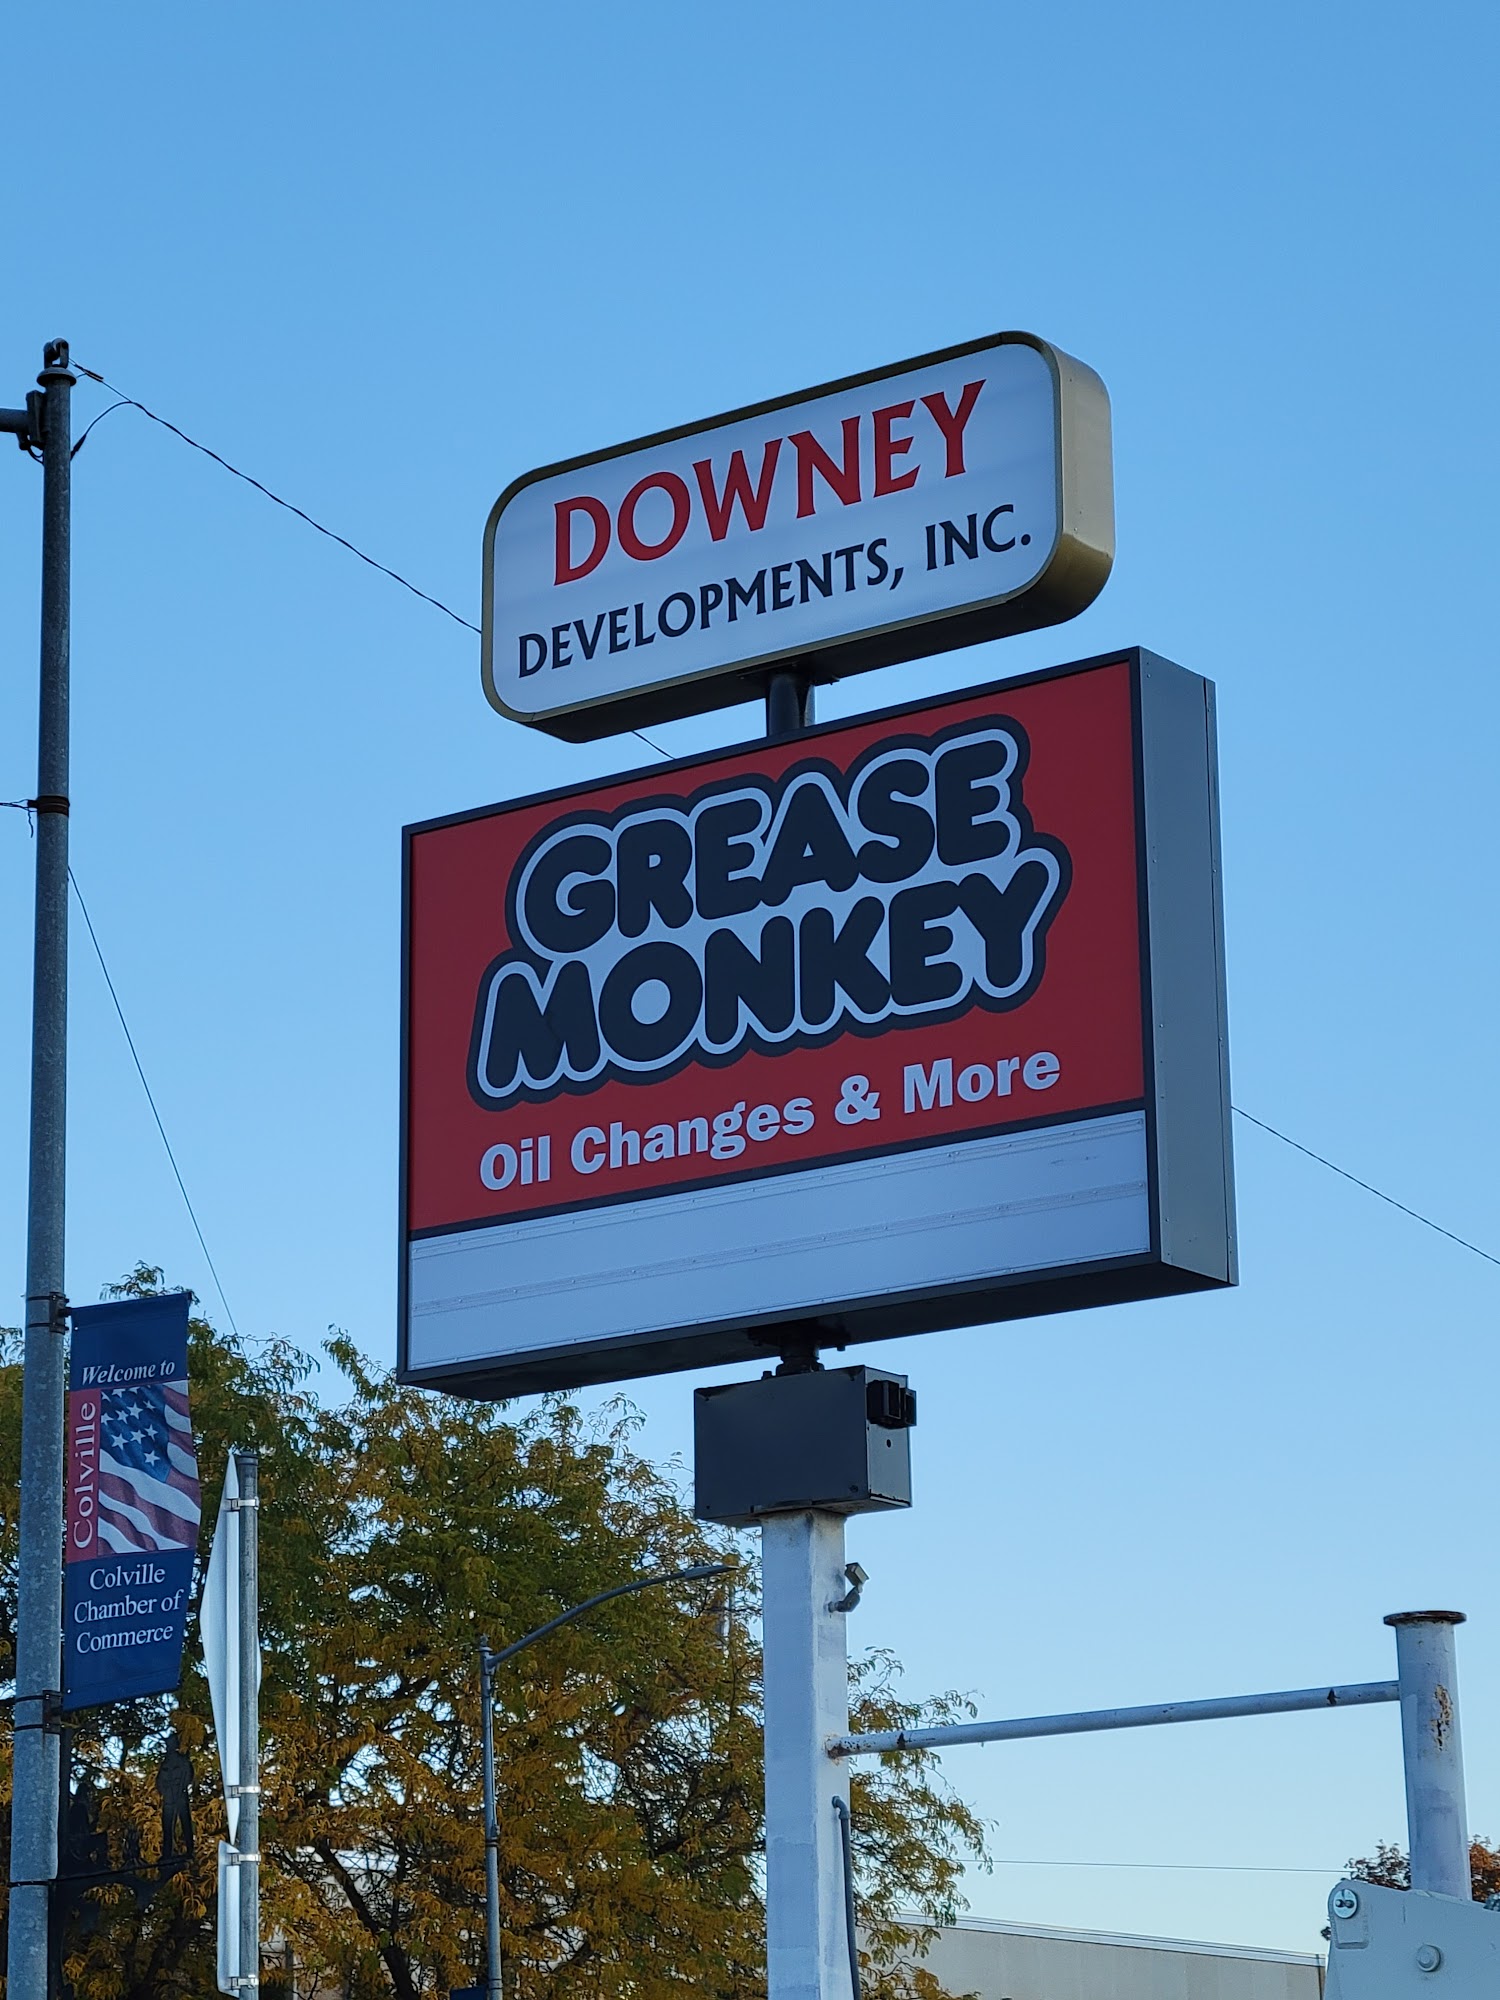 DOWNEY
DEVELOPMENTS, INC.
GREASE
MONKEY
Oil Changes & More
Welcome to
Colville
Colville
Chamber of
Commerce